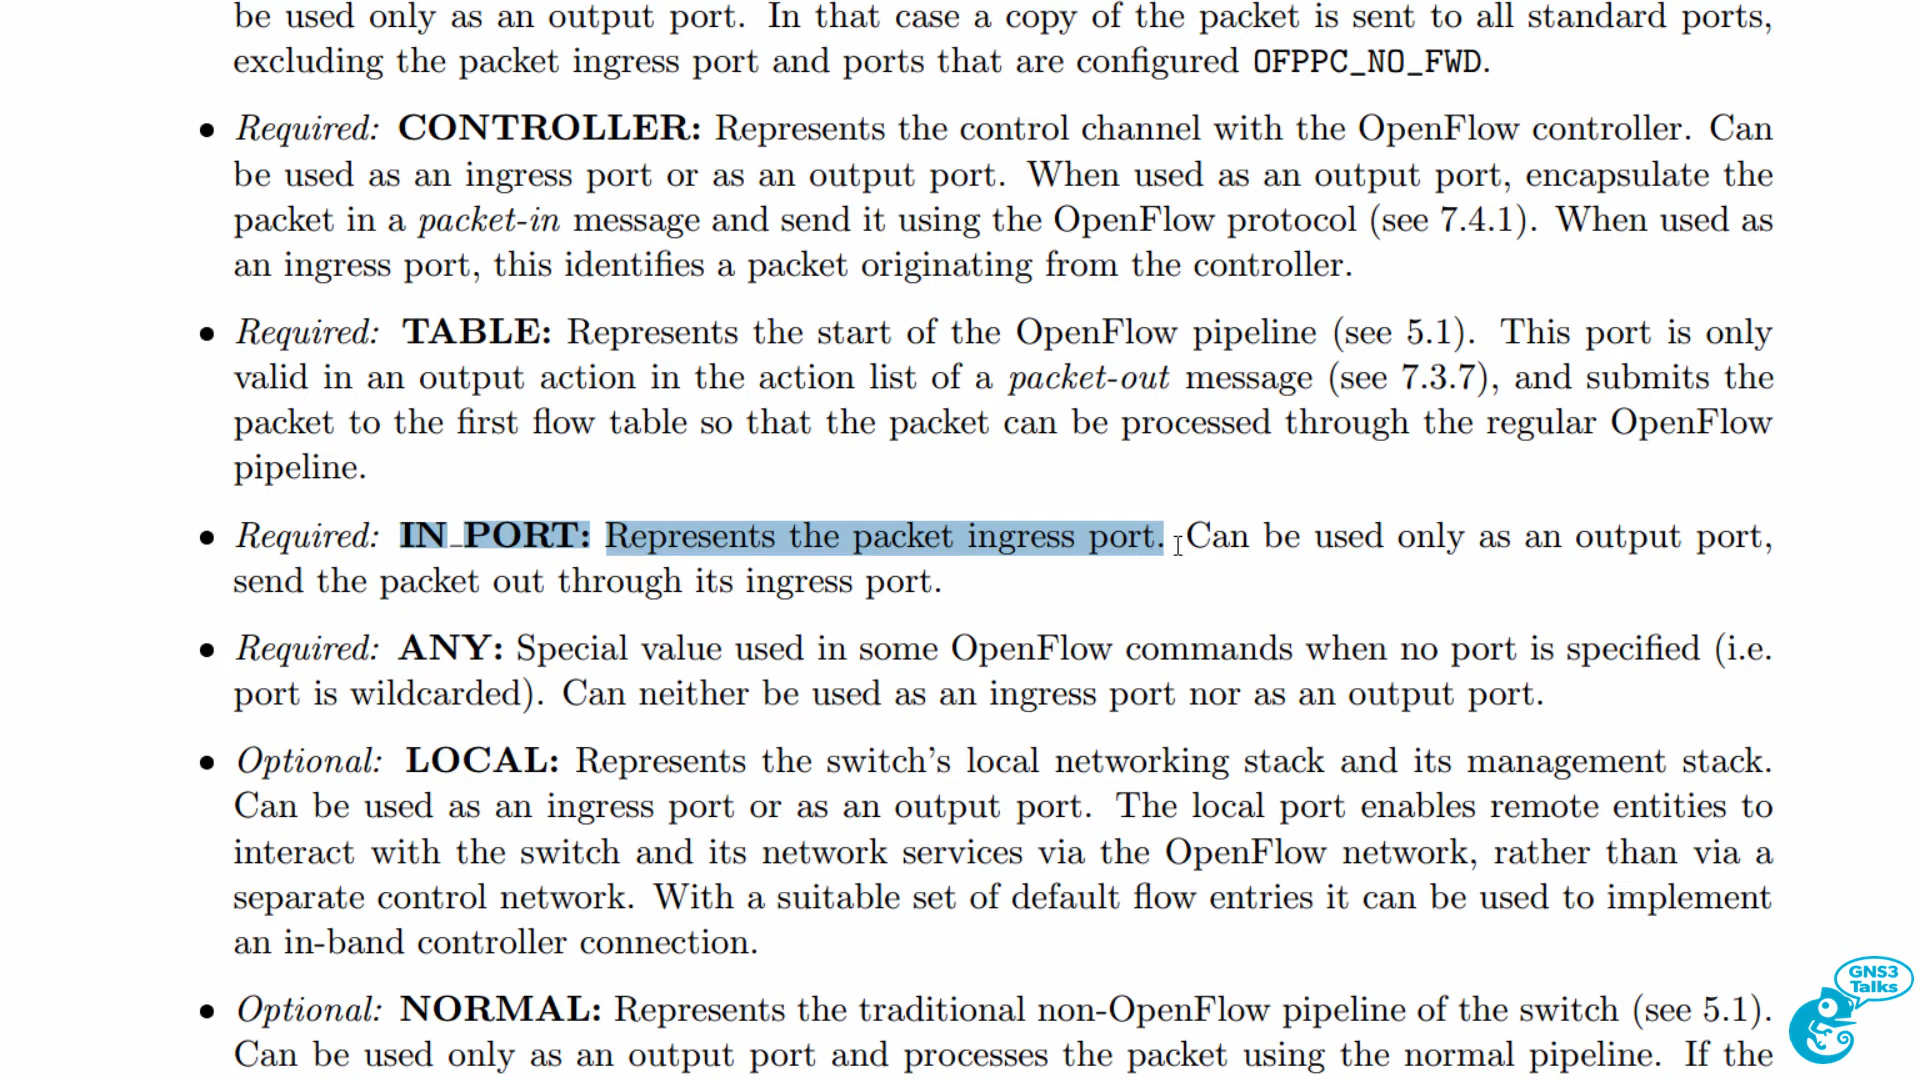 be used only as an output port. In that case a copy of the packet is sent to all standard ports,
excluding the packet ingress port and ports that are configured OFPPC_NO_FWD.
● Required: CONTROLLER: Represents the control channel with the OpenFlow controller. Can
be used as an ingress port or as an output port. When used as an output port, encapsulate the
packet in a packet-in message and send it using the OpenFlow protocol (see 7.4.1). When used as
an ingress port, this identifies a packet originating from the controller.
● Required: TABLE: Represents the start of the OpenFlow pipeline (see 5.1). This port is only
valid in an output action in the action list of a packet-out message (see 7.3.7), and submits the
packet to the first flow table so that the packet can be processed through the regular OpenFlow
pipeline.
● Required: IN_PORT: Represents the packet ingress port. Can be used only as an output port,
send the packet out through its ingress port.
● Required: ANY: Special value used in some OpenFlow commands when no port is specified (i.e.
port is wildcarded). Can neither be used as an ingress port nor as an output port.
● Optional: LOCAL: Represents the switch's local networking stack and its management stack.
Can be used as an ingress port or as an output port. The local port enables remote entities to
interact with the switch and its network services via the OpenFlow network, rather than via a
separate control network. With a suitable set of default flow entries it can be used to implement
an in-band controller connection.
● Optional: NORMAL: Represents the traditional non-OpenFlow pipeline of the switch (see 5.1).
Can be used only as an output port and processes the packet using the normal pipeline. If the
GNS3
Talks